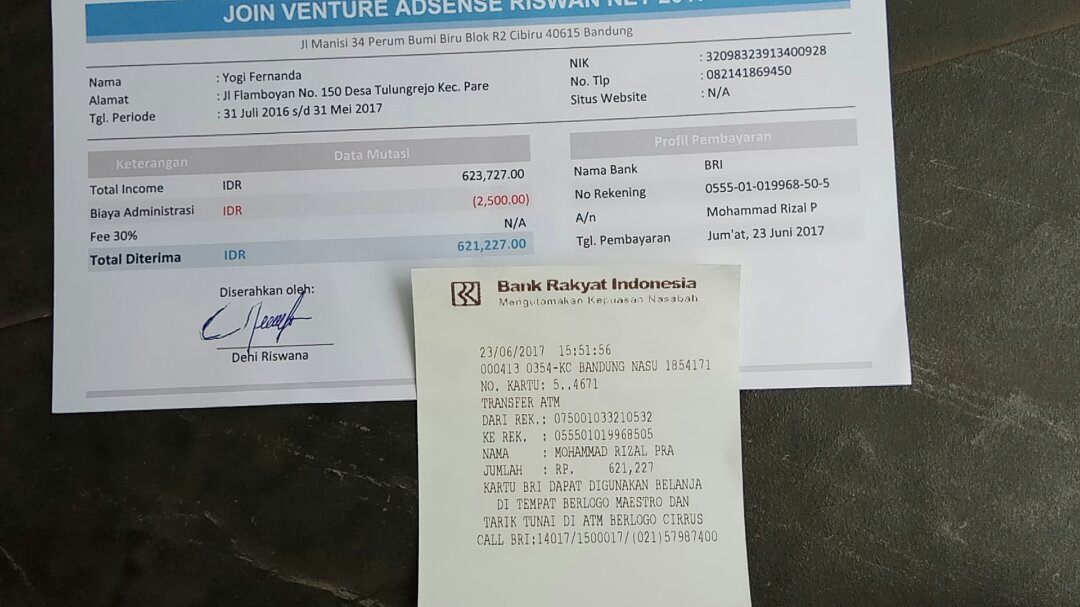 JOIN VENTURE ADSENSE RISWAN NET
Jl Manisi 34 Perum Bumi Biru Blok R2 Cibiru 40615 Bandung
Nama : Yogi Fernanda
Alamat : Jl Flamboyan No. 150 Desa Tulungrejo Kec. Pare
Tgl. Periode : 31 Juli 2016 s/d 31 Mei 2017
NIK : 32098323913400928
No. Tlp : 082141869450
Situs Website : N/A
Keterangan Data Mutasi
Total Income IDR 623,727.00
Biaya Administrasi IDR (2,500.00)
Fee 30% N/A
Total Diterima IDR 621,227.00
Profil Pembayaran
Nama Bank BRI
No Rekening 0555-01-019968-50-5
A/n Mohammad Rizal P
Tgl. Pembayaran Jum'at, 23 Juni 2017
Diserahkan oleh:
Deni Riswana
Bank Rakyat Indonesia
Mengutamakan Kepuasan Nasabah
23/06/2017 15:51:56
000413 0354-KC BANDUNG NASU 1854171
NO. KARTU: 5..4671
TRANSFER ATM
DARI REK.: 075001033210532
KE REK. : 055501019968505
NAMA : MOHAMMAD RIZAL PRA
JUMLAH : RP. 621,227
KARTU BRI DAPAT DIGUNAKAN BELANJA
DI TEMPAT BERLOGO MAESTRO DAN
TARIK TUNAI DI ATM BERLOGO CIRRUS
CALL BRI:14017/1500017/(021)57987400